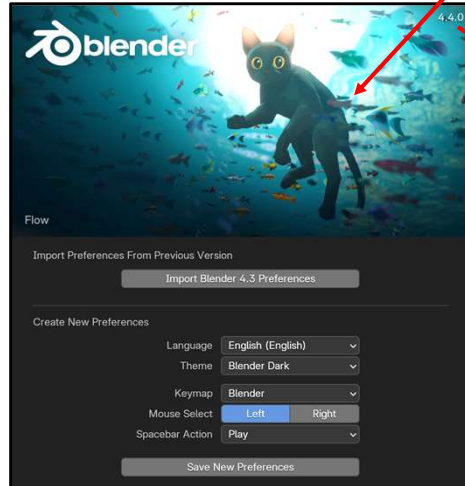 blender
4.4.0
Flow
Import Preferences From Previous Version
Import Blender 4.3 Preferences
Create New Preferences
Language English (English)
Theme Blender Dark
Keymap Blender
Mouse Select Left Right
Spacebar Action Play
Save New Preferences